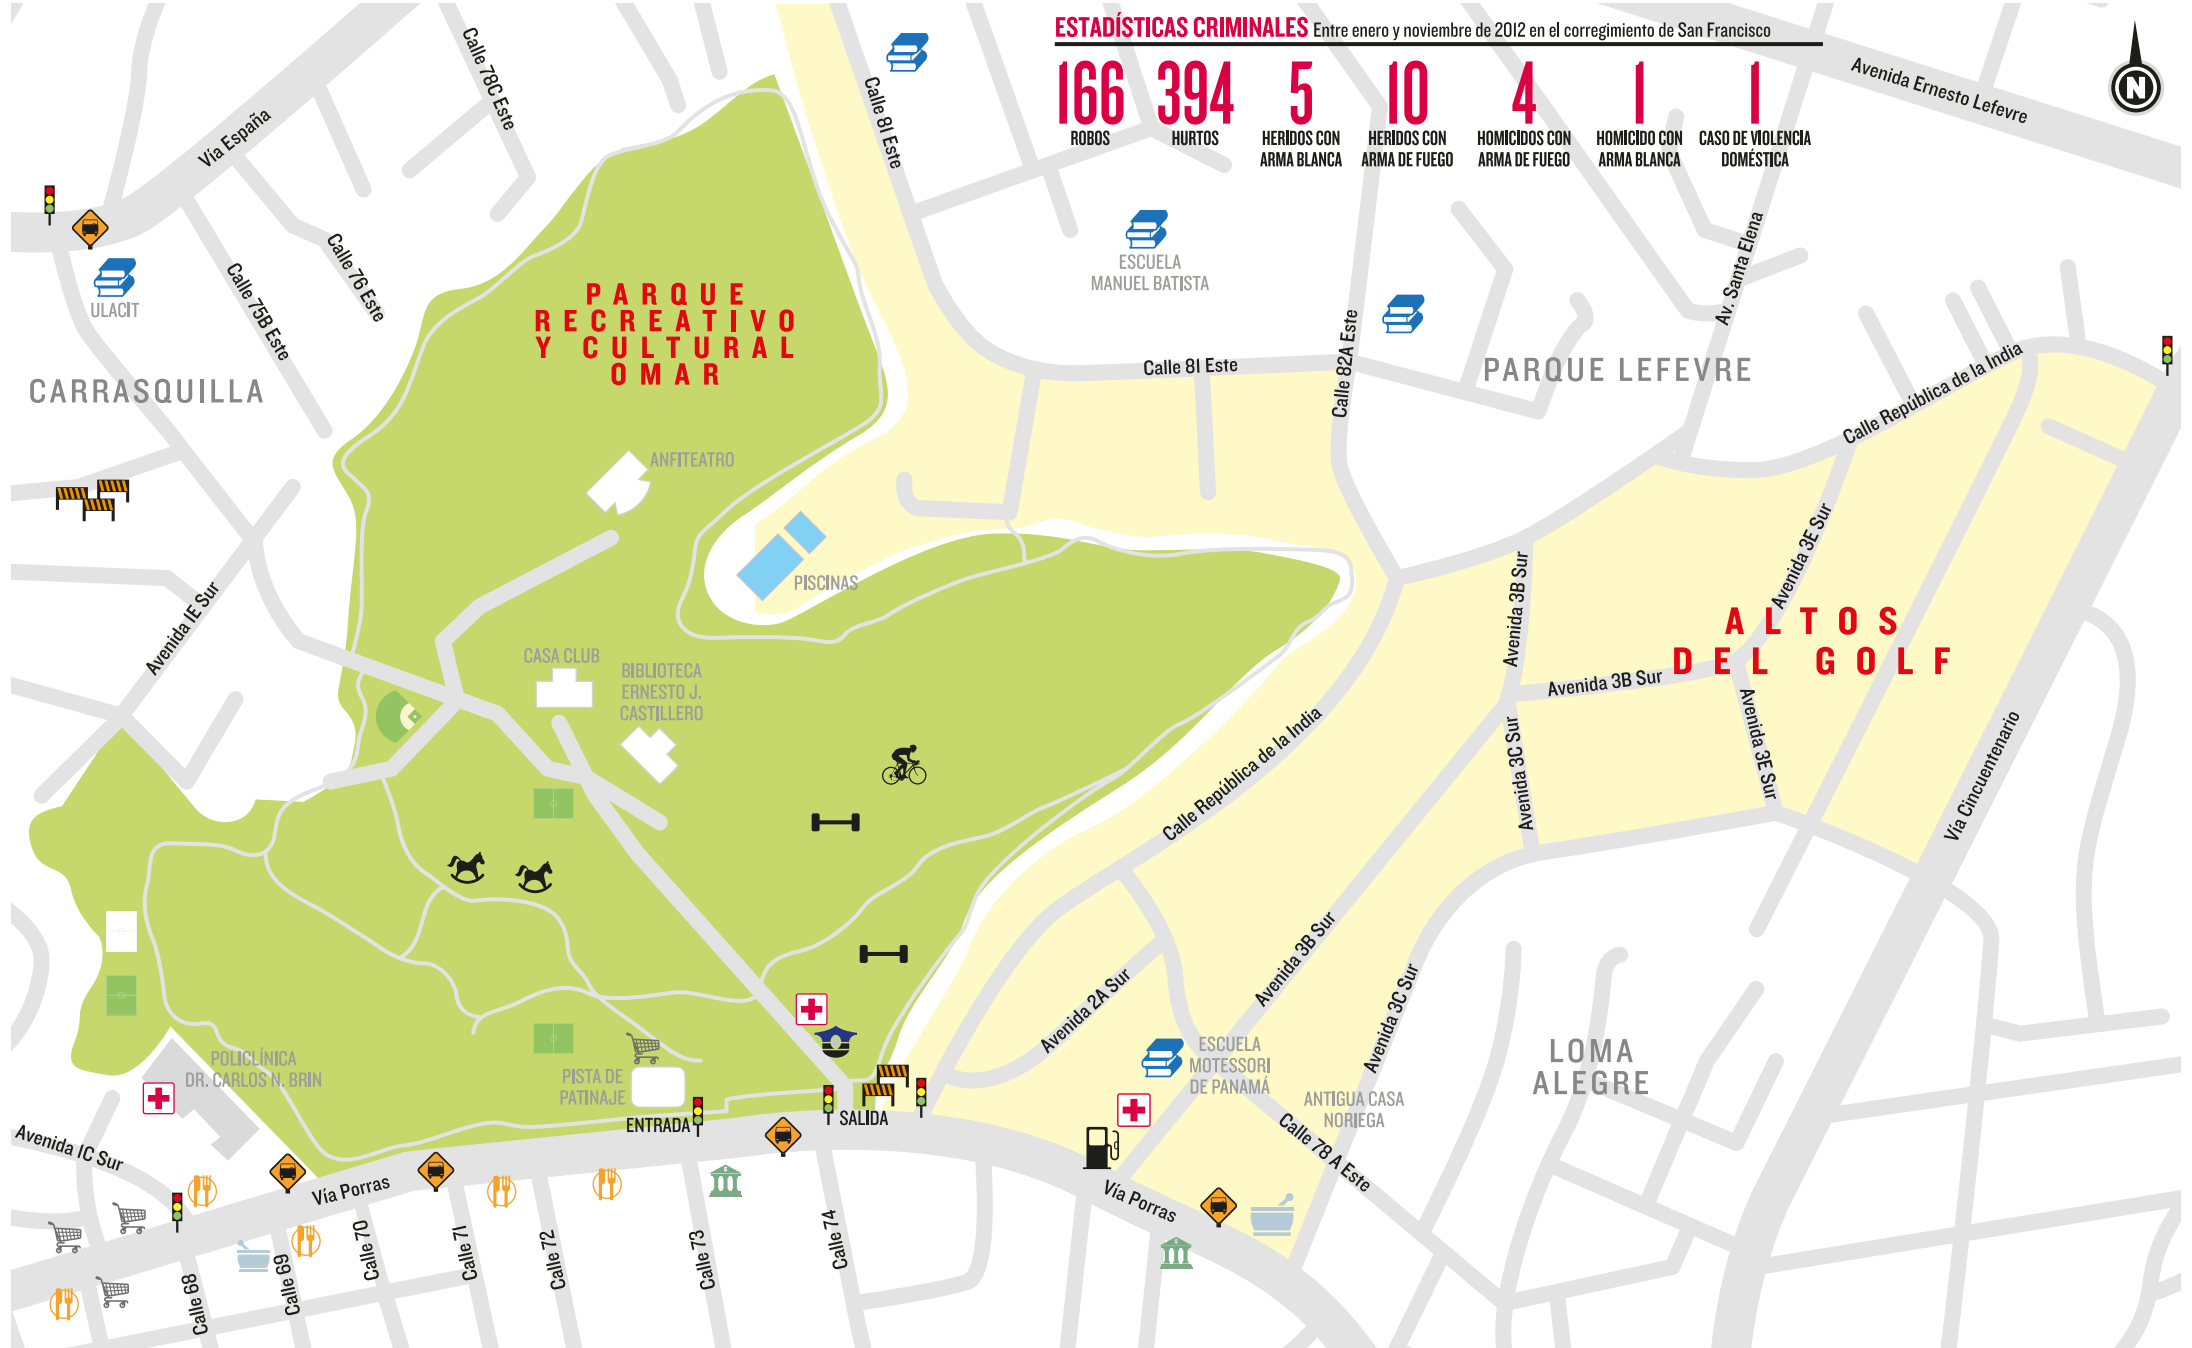 ESTADÍSTICAS CRIMINALES Entre enero y noviembre de 2012 en el corregimiento de San Francisco
166
ROBOS
394
HURTOS
5
HERIDOS CON
ARMA BLANCA
10
HERIDOS CON
ARMA DE FUEGO
4
HOMICIDOS CON
ARMA DE FUEGO
1
HOMICIDO CON
ARMA BLANCA
1
CASO DE VIOLENCIA
DOMÉSTICA
N
Avenida Ernesto Lefevre
Calle 78C Este
Vía España
Calle 81 Este
Calle 76 Este
Calle 75B Este
ULACIT
CARRASQUILLA
PARQUE
RECREATIVO
Y CULTURAL
OMAR
ESCUELA
MANUEL BATISTA
Av. Santa Elena
Calle 82A Este
Calle 81 Este
PARQUE LEFEVRE
Calle República de la India
ANFITEATRO
PISCINAS
Avenida 1E Sur
Avenida 3E Sur
Avenida 3B Sur
ALTOS
DEL GOLF
CASA CLUB
BIBLIOTECA
ERNESTO J.
CASTILLERO
Avenida 3B Sur
Avenida 3C Sur
Avenida 3E Sur
Calle República de la India
Vía Cincuentenario
Avenida 3B Sur
Avenida 2A Sur
Avenida 3C Sur
POLICLÍNICA
DR. CARLOS N. BRIN
PISTA DE
PATINAJE
ENTRADA
SALIDA
ESCUELA
MOTESSORI
DE PANAMÁ
ANTIGUA CASA
NORIEGA
LOMA
ALEGRE
Calle 78 A Este
Avenida 1C Sur
Vía Porras
Vía Porras
Calle 68
Calle 69
Calle 70
Calle 71
Calle 72
Calle 73
Calle 74